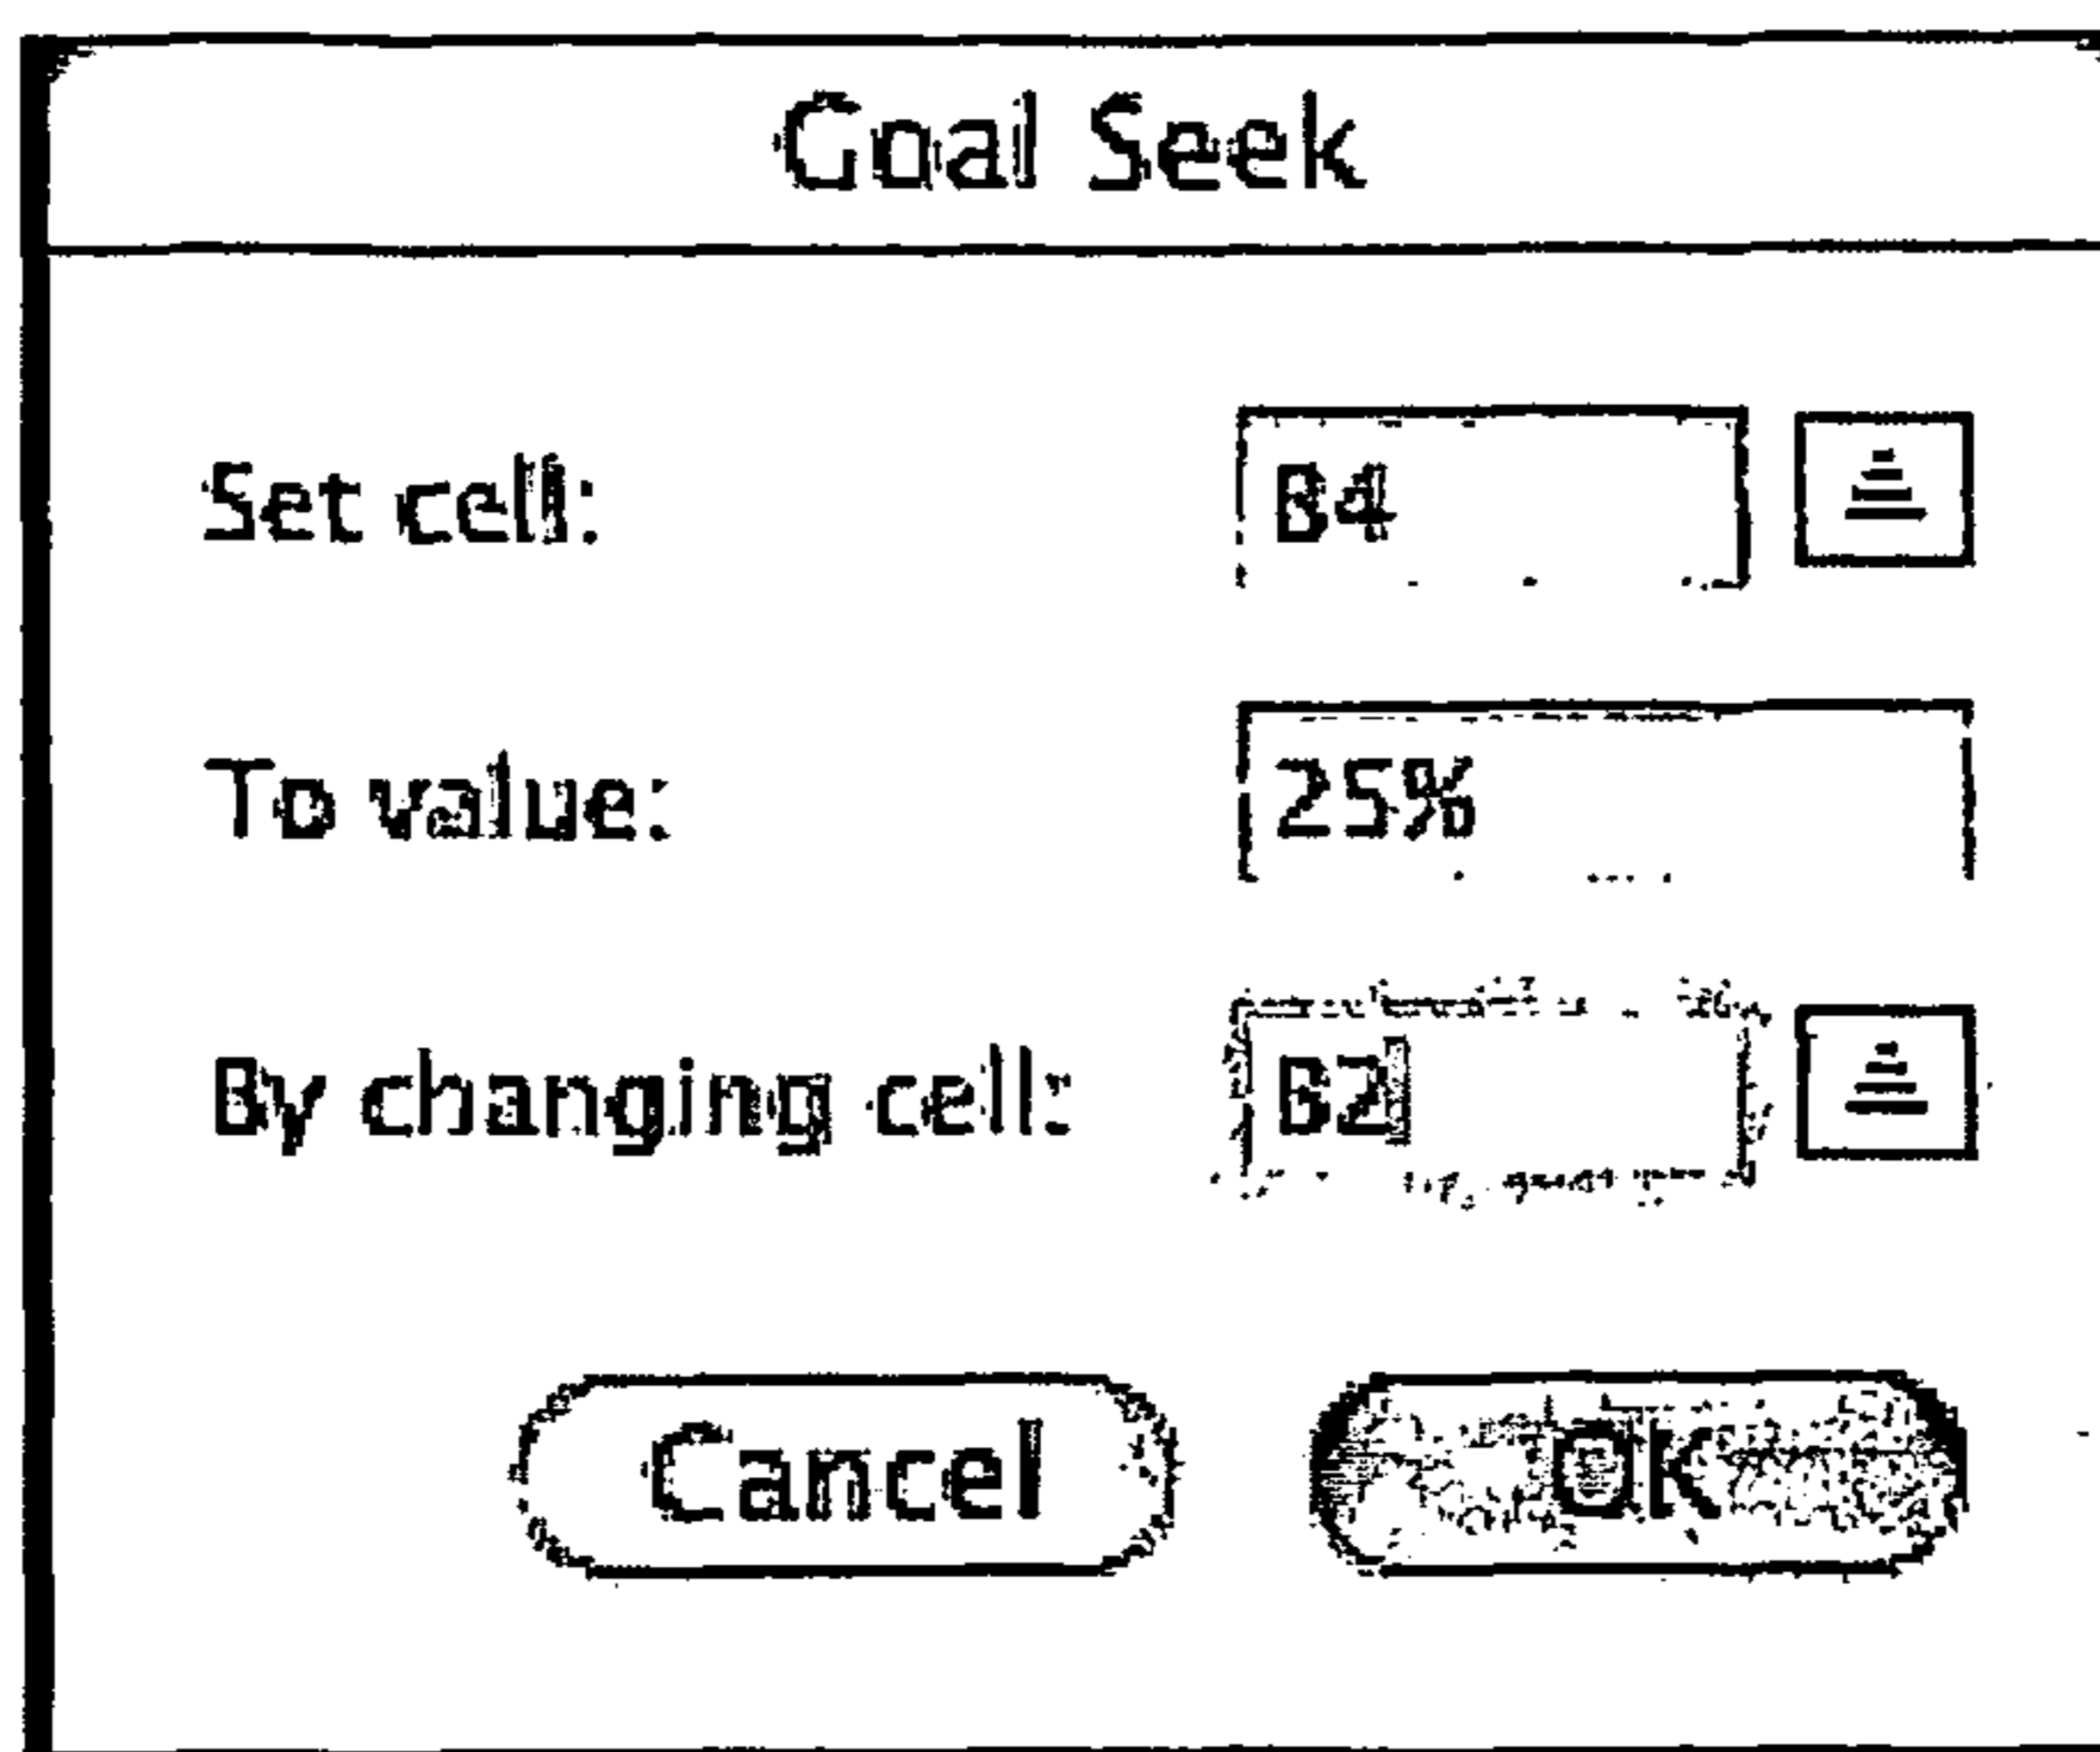 Goal Seek
Set cell: B4
To value: 25%
By changing cell: B2
Cancel OK